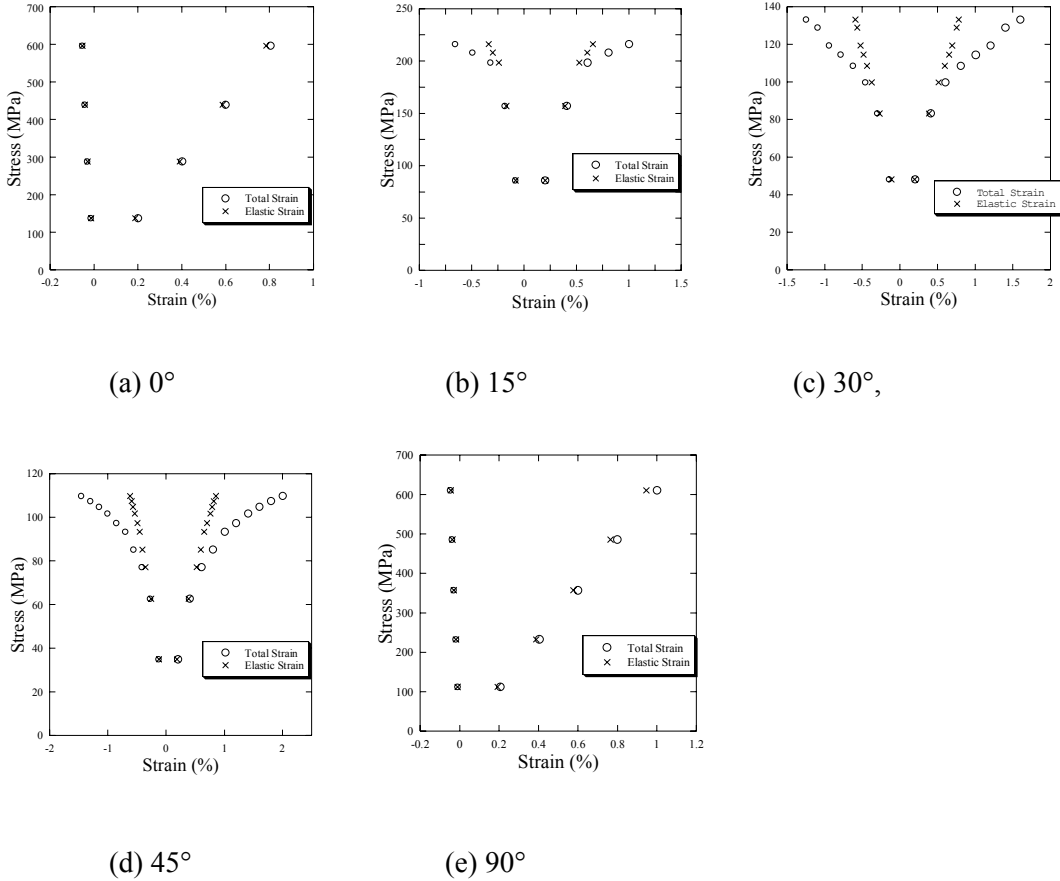 700
600
500
400
300
200
100
0
-0.2 0 0.2 0.4 0.6 0.8 1
Stress (MPa)
Strain (%)
Total Strain
Elastic Strain
(a) 0°
250
200
150
100
50
0
-1 -0.5 0 0.5 1 1.5
Stress (MPa)
Strain (%)
Total Strain
Elastic Strain
(b) 15°
140
120
100
80
60
40
20
0
-1.5 -1 -0.5 0 0.5 1 1.5 2
Stress (MPa)
Strain (%)
Total Strain
Elastic Strain
(c) 30°,
120
100
80
60
40
20
0
-2 -1 0 1 2
Stress (MPa)
Strain (%)
Total Strain
Elastic Strain
(d) 45°
700
600
500
400
300
200
100
0
-0.2 0 0.2 0.4 0.6 0.8 1 1.2
Stress (MPa)
Strain (%)
Total Strain
Elastic Strain
(e) 90°